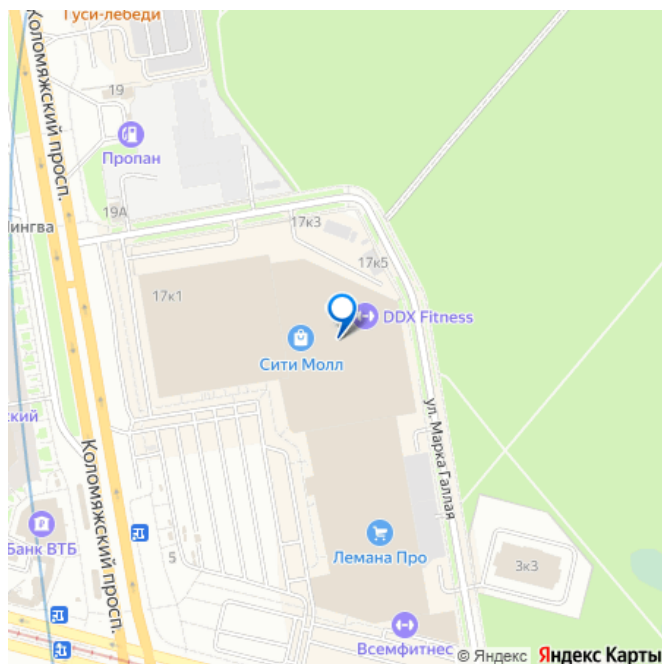 Гуси-лебеди
Коломяжский просп.
19
Пропан
19А
17к3
17к5
17к1
DDX Fitness
Сити Молл
ул. Марка Галлая
Коломяжский просп.
Банк ВТБ
5
Лемана Про
3к3
Всемфитнес
© Яндекс Яндекс Карты